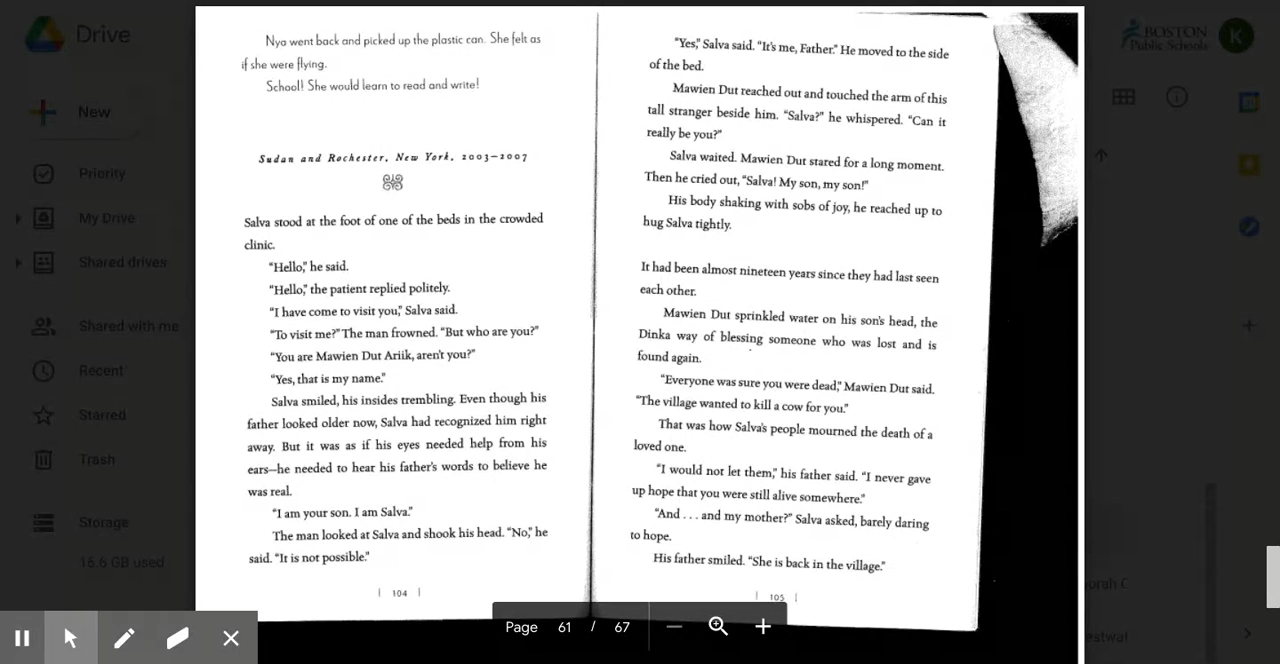 Drive
New
Priority
My Drive
Shared drives
Shared with me
Recent
Starred
Trash
Storage
16.6 GB used
BOSTON
Public Schools
K
Nya went back and picked up the plastic can. She felt as
if she were flying.
School! She would learn to read and write!
Sudan and Rochester, New York, 2003–2007
Salva stood at the foot of one of the beds in the crowded
clinic.
"Hello," he said.
"Hello," the patient replied politely.
"I have come to visit you," Salva said.
"To visit me?" The man frowned. "But who are you?"
"You are Mawien Dut Ariik, aren't you?"
"Yes, that is my name."
Salva smiled, his insides trembling. Even though his
father looked older now, Salva had recognized him right
away. But it was as if his eyes needed help from his
ears—he needed to hear his father's words to believe he
was real.
"I am your son. I am Salva."
The man looked at Salva and shook his head. "No," he
said. "It is not possible."
| 104 |
"Yes," Salva said. "It's me, Father." He moved to the side
of the bed.
Mawien Dut reached out and touched the arm of this
tall stranger beside him. "Salva?" he whispered. "Can it
really be you?"
Salva waited. Mawien Dut stared for a long moment.
Then he cried out, "Salva! My son, my son!"
His body shaking with sobs of joy, he reached up to
hug Salva tightly.
It had been almost nineteen years since they had last seen
each other.
Mawien Dut sprinkled water on his son's head, the
Dinka way of blessing someone who was lost and is
found again.
"Everyone was sure you were dead," Mawien Dut said.
"The village wanted to kill a cow for you."
That was how Salva's people mourned the death of a
loved one.
"I would not let them," his father said. "I never gave
up hope that you were still alive somewhere."
"And . . . and my mother?" Salva asked, barely daring
to hope.
His father smiled. "She is back in the village."
| 105 |
Page 61 / 67